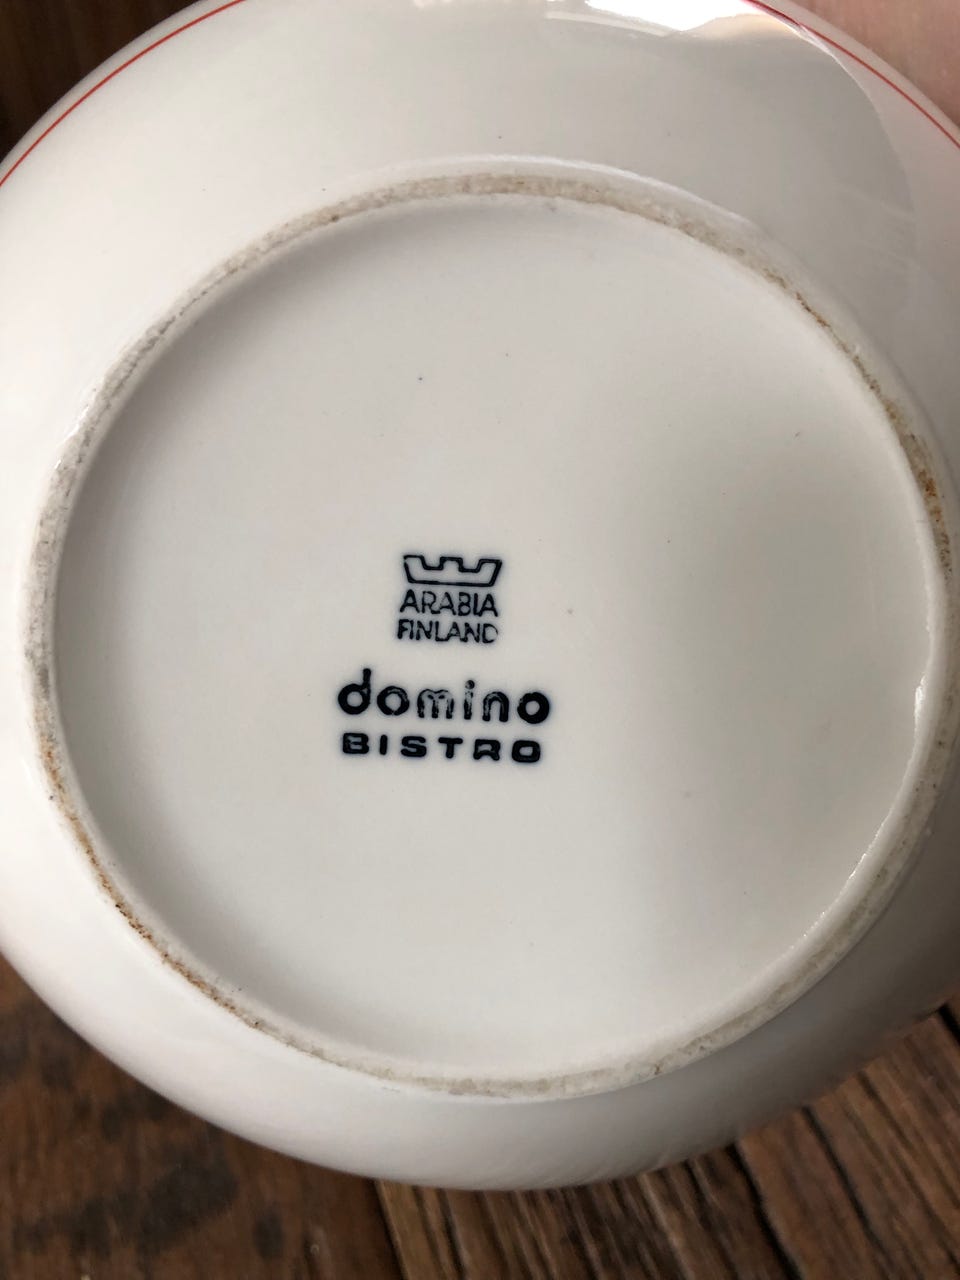 ARABIA
FINLAND
domino
BISTRO